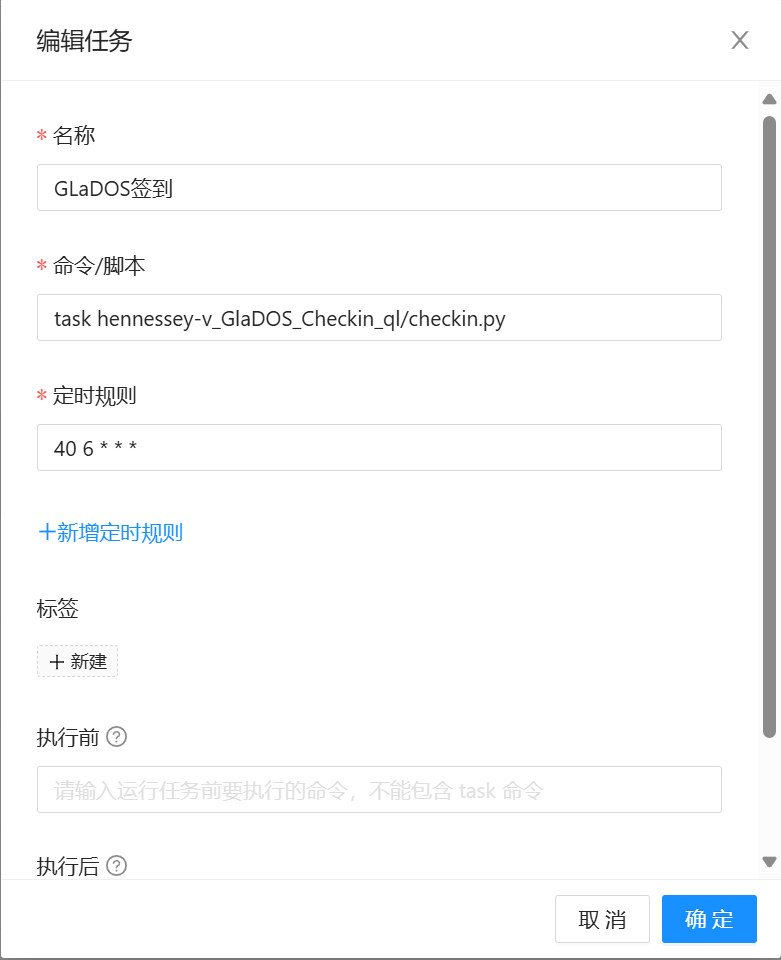 编辑任务
* 名称
GLaDOS签到
* 命令/脚本
task hennessey-v_GlaDOS_Checkin_ql/checkin.py
* 定时规则
40 6 * * *
+新增定时规则
标签
+ 新建
执行前 ?
请输入运行任务前要执行的命令，不能包含 task 命令
执行后 ?
取 消
确 定